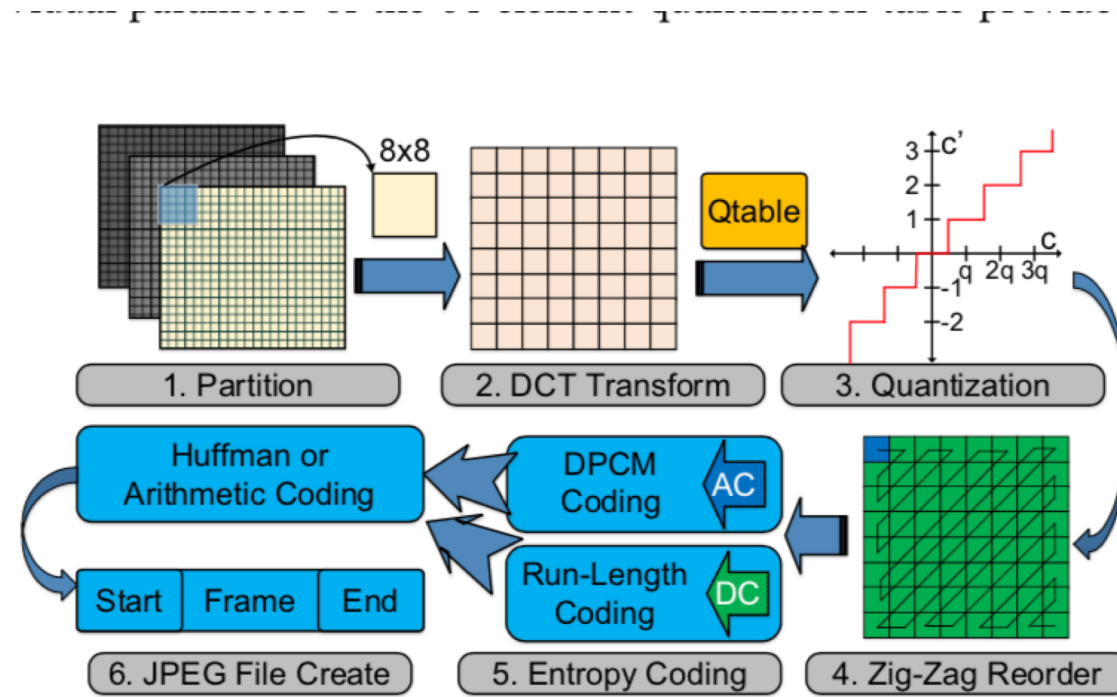 8x8
Qtable
c'
3
2
1
c
q 2q 3q
-1
-2
1. Partition
2. DCT Transform
3. Quantization
Huffman or
Arithmetic Coding
DPCM
Coding
AC
Run-Length
Coding
DC
Start
Frame
End
6. JPEG File Create
5. Entropy Coding
4. Zig-Zag Reorder